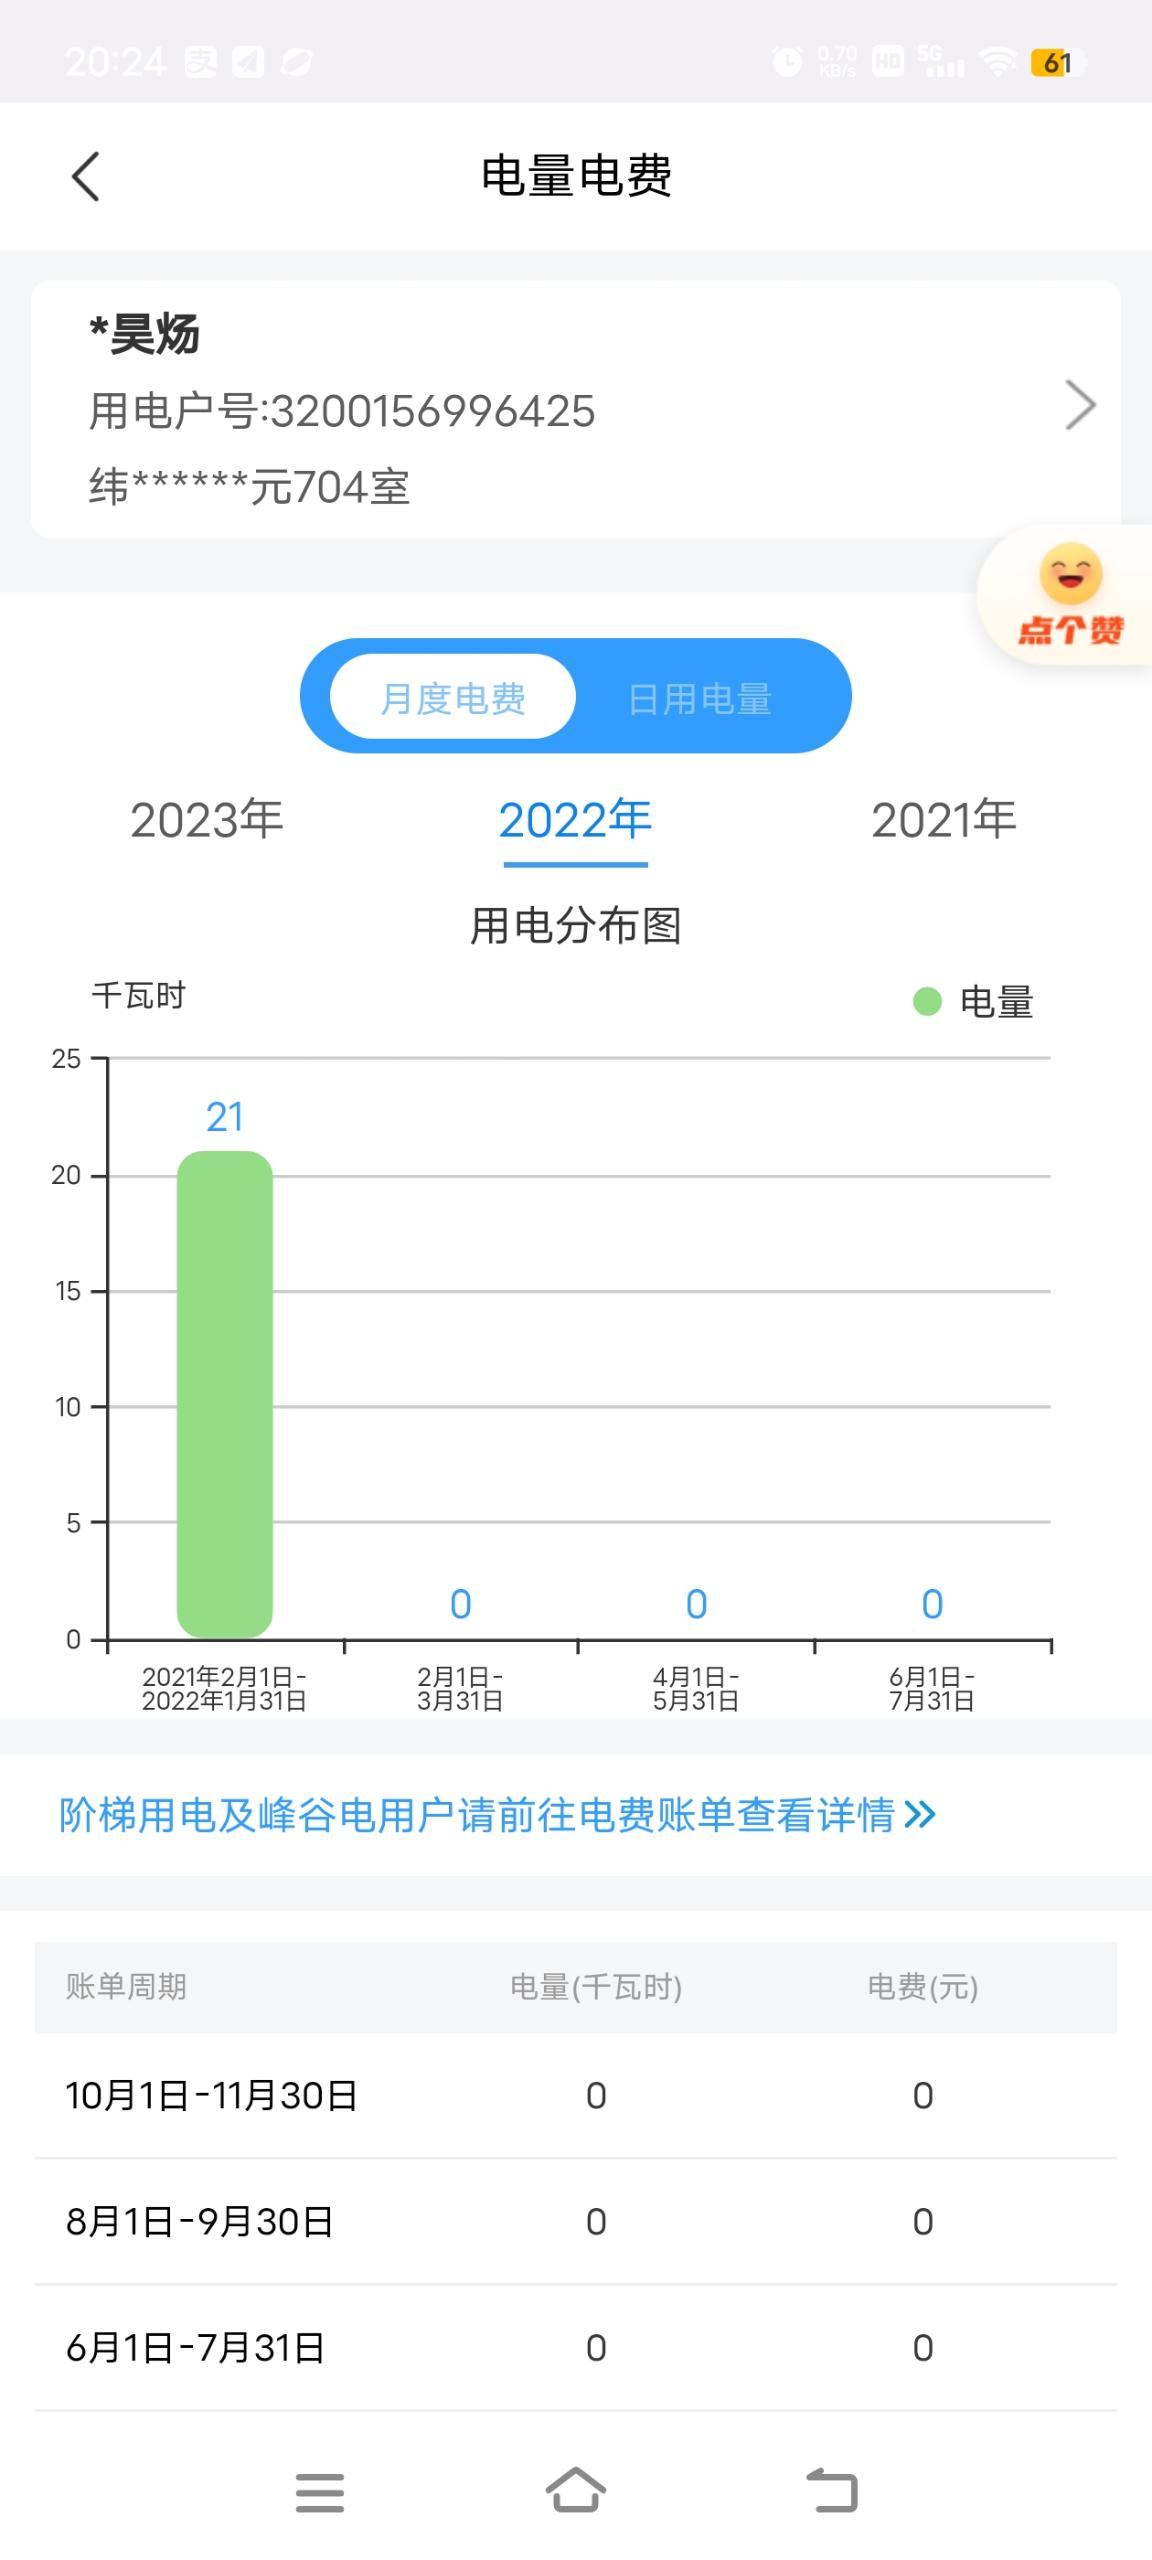 20:24 支 0.70 KB/s HD 5G 61
电量电费
*昊炀
用电户号:3200156996425
纬******元704室
点个赞
月度电费 日用电量
2023年 2022年 2021年
用电分布图
千瓦时 电量
25
21
20
15
10
5
0 0 0
0
2021年2月1日-
2022年1月31日
2月1日-
3月31日
4月1日-
5月31日
6月1日-
7月31日
阶梯用电及峰谷电用户请前往电费账单查看详情
账单周期 电量(千瓦时) 电费(元)
10月1日-11月30日 0 0
8月1日-9月30日 0 0
6月1日-7月31日 0 0